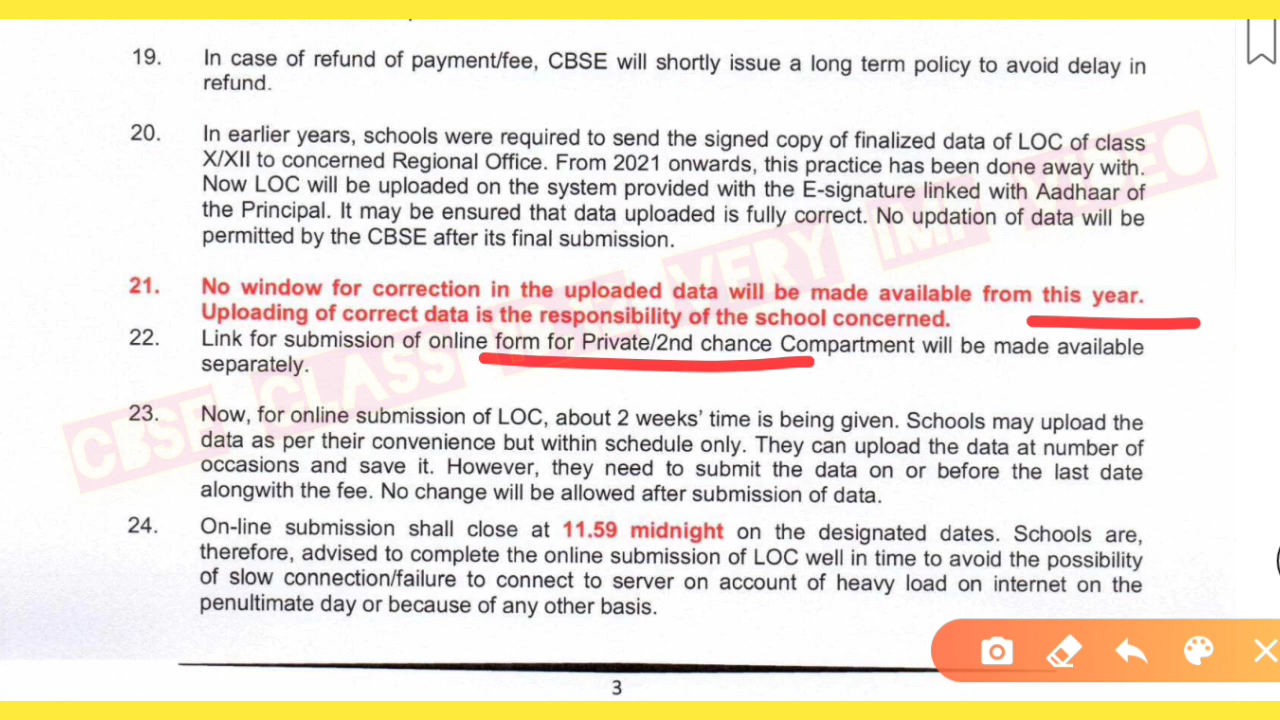 19. In case of refund of payment/fee, CBSE will shortly issue a long term policy to avoid delay in
refund.
20. In earlier years, schools were required to send the signed copy of finalized data of LOC of class
X/XII to concerned Regional Office. From 2021 onwards, this practice has been done away with.
Now LOC will be uploaded on the system provided with the E-signature linked with Aadhaar of
the Principal. It may be ensured that data uploaded is fully correct. No updation of data will be
permitted by the CBSE after its final submission.
21. No window for correction in the uploaded data will be made available from this year.
Uploading of correct data is the responsibility of the school concerned.
22. Link for submission of online form for Private/2nd chance Compartment will be made available
separately.
23. Now, for online submission of LOC, about 2 weeks' time is being given. Schools may upload the
data as per their convenience but within schedule only. They can upload the data at number of
occasions and save it. However, they need to submit the data on or before the last date
alongwith the fee. No change will be allowed after submission of data.
24. On-line submission shall close at 11.59 midnight on the designated dates. Schools are,
therefore, advised to complete the online submission of LOC well in time to avoid the possibility
of slow connection/failure to connect to server on account of heavy load on internet on the
penultimate day or because of any other basis.
3
CBSE CLASS VERY IMP VIDEO